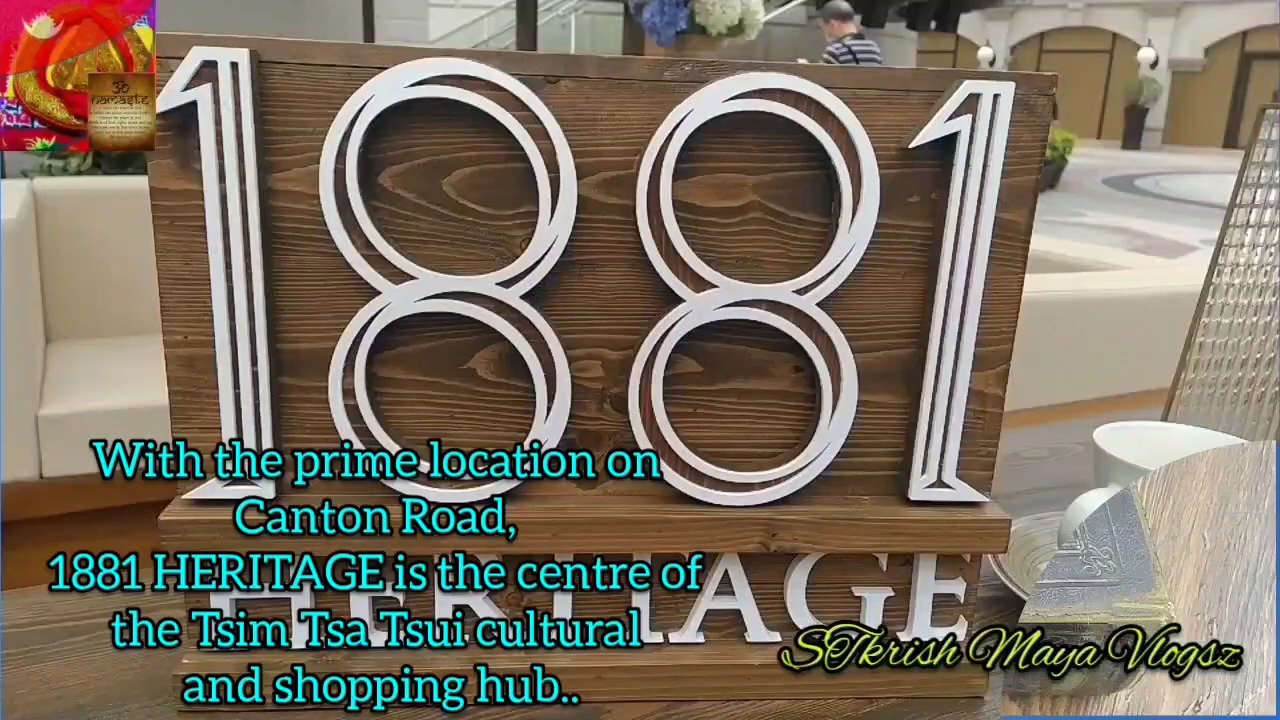 1881
HERITAGE
namaste
With the prime location on
Canton Road,
1881 HERITAGE is the centre of
the Tsim Tsa Tsui cultural
and shopping hub..
STkrish Maya Vlogsz